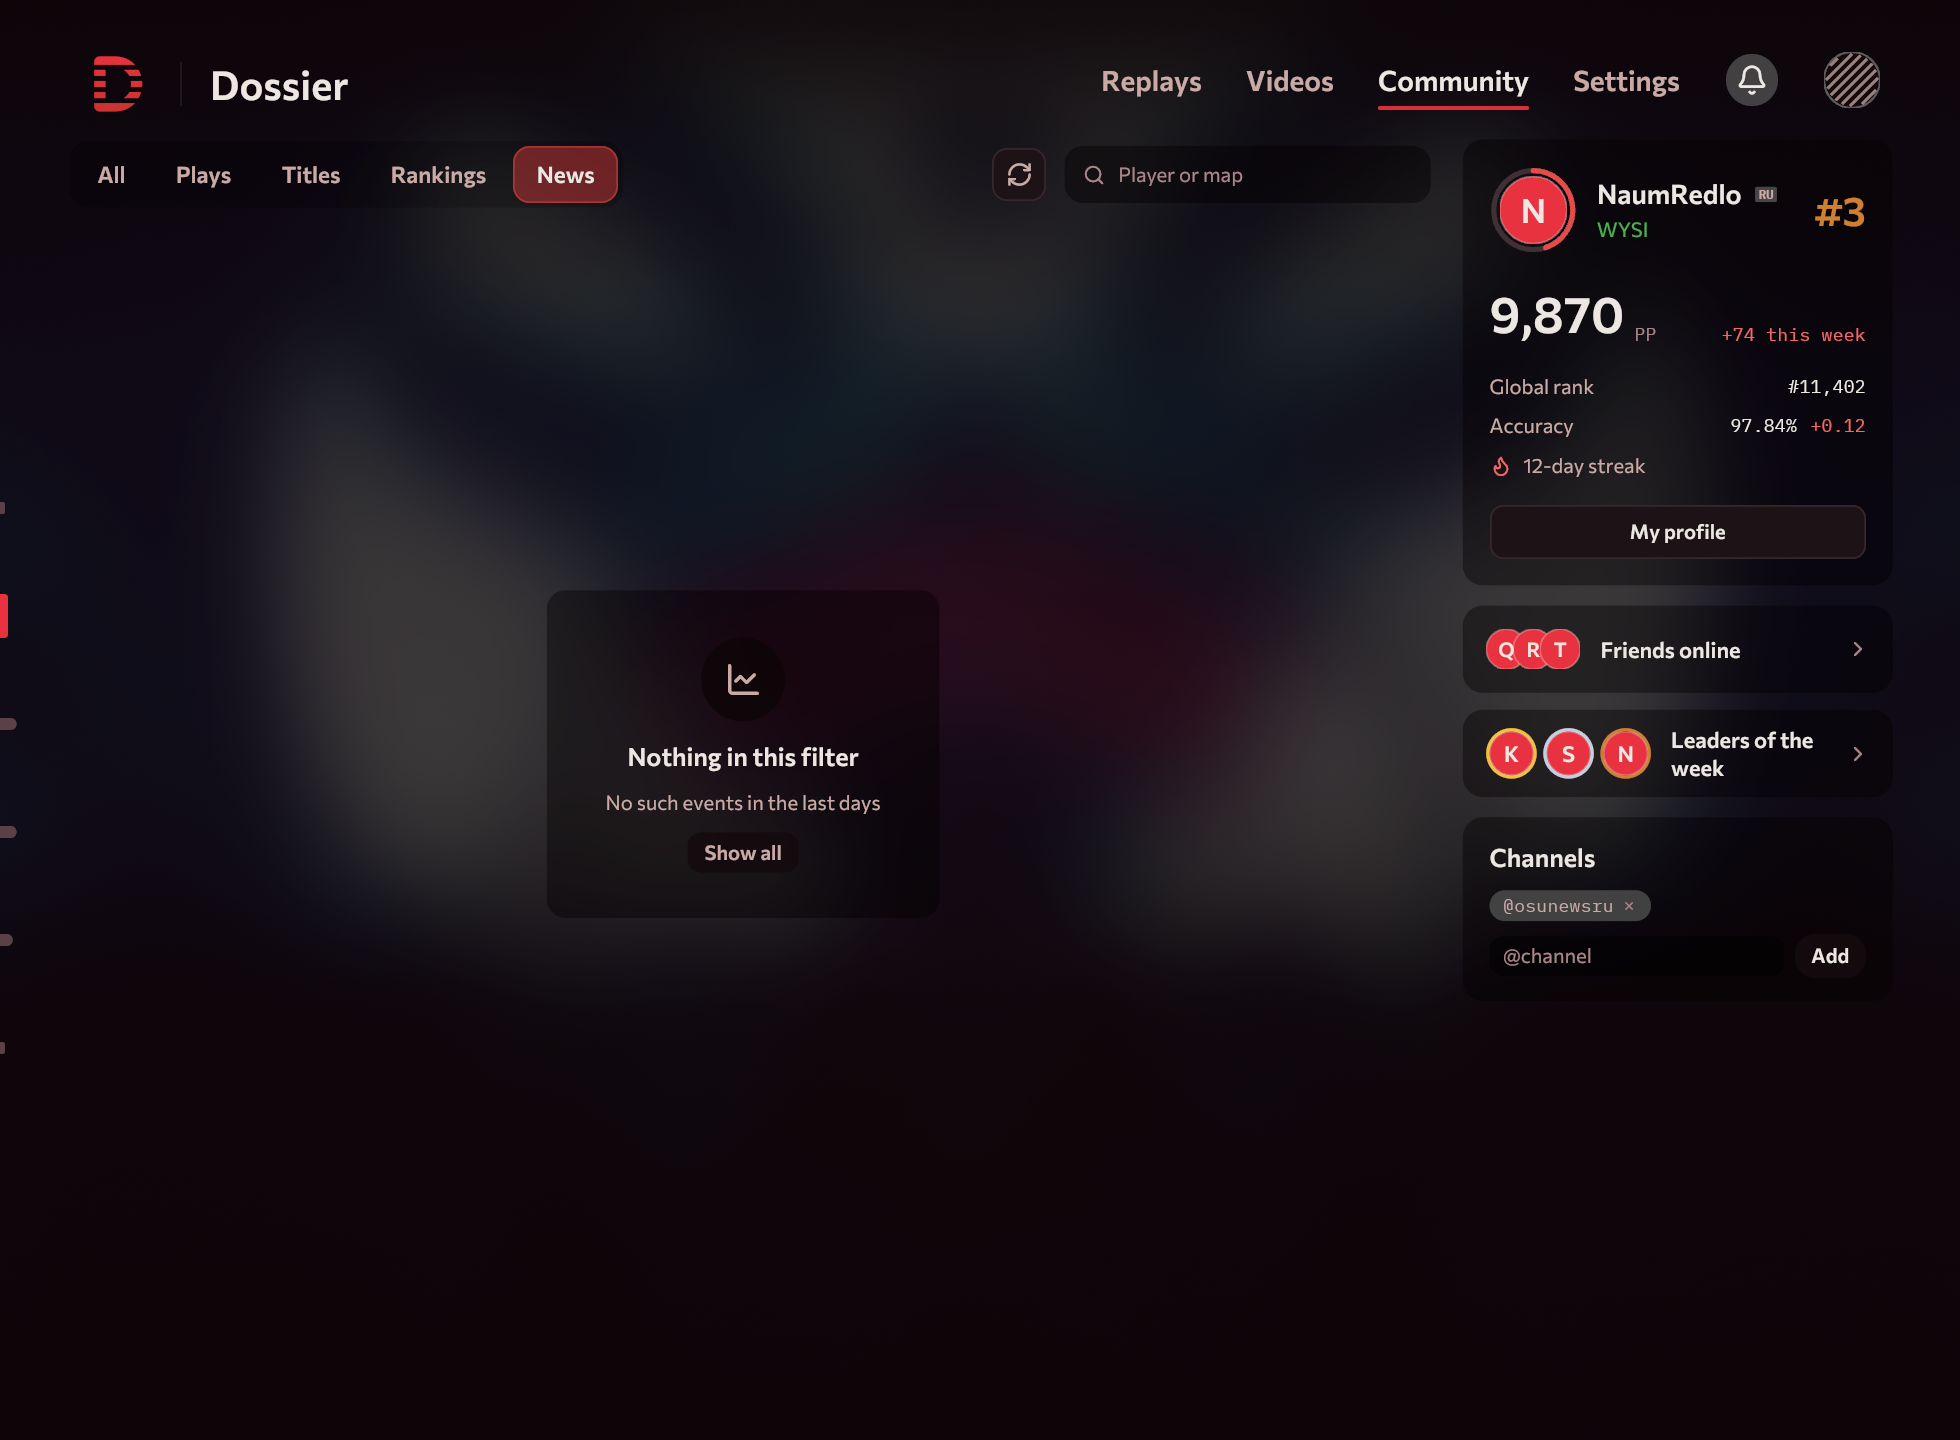 Dossier
Replays
Videos
Community
Settings
All
Plays
Titles
Rankings
News
Player or map
N
NaumRedlo
RU
WYSI
#3
9,870 PP
+74 this week
Global rank
#11,402
Accuracy
97.84% +0.12
12-day streak
My profile
Q R T
Friends online
K S N
Leaders of the
week
Nothing in this filter
No such events in the last days
Show all
Channels
@osunewsru ×
@channel
Add